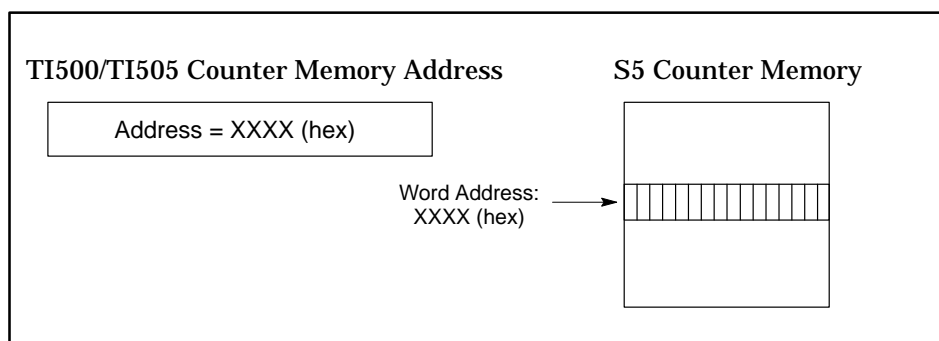 TI500/TI505 Counter Memory Address
S5 Counter Memory
Address = XXXX (hex)
Word Address:
XXXX (hex)